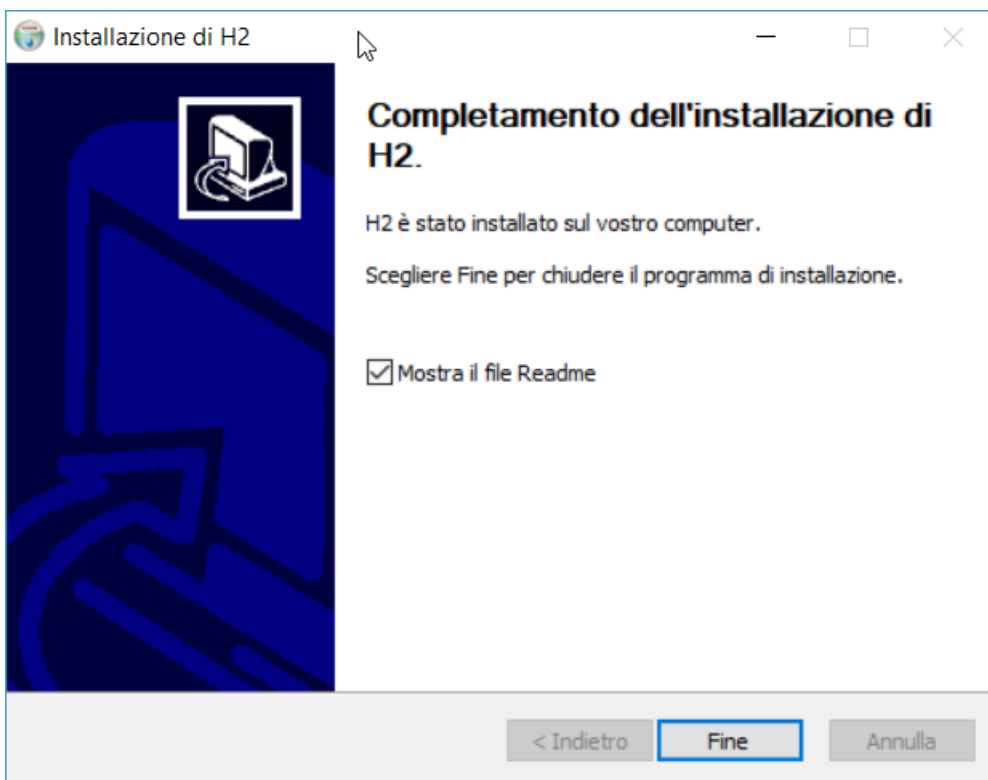 Installazione di H2
Completamento dell'installazione di
H2.
H2 è stato installato sul vostro computer.
Scegliere Fine per chiudere il programma di installazione.
Mostra il file Readme
< Indietro
Fine
Annulla